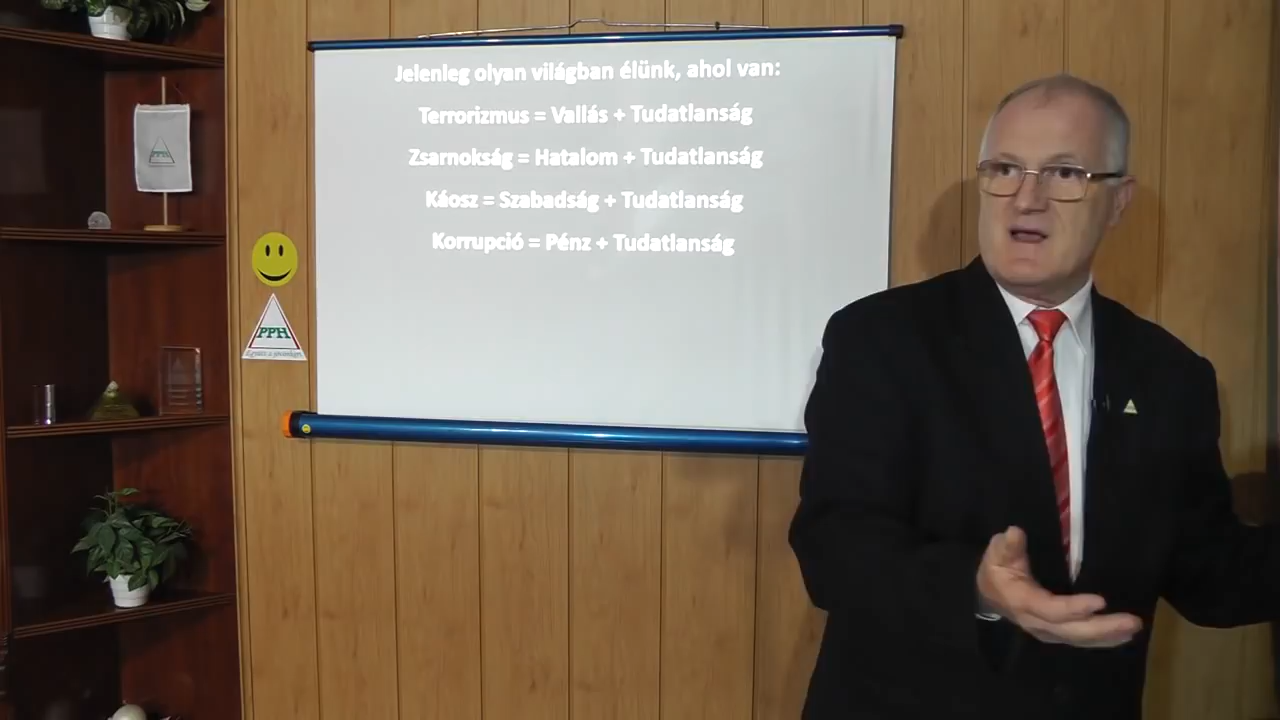 Jelenleg olyan világban élünk, ahol van:
Terrorizmus = Vallás + Tudatlanság
Zsarnokság = Hatalom + Tudatlanság
Káosz = Szabadság + Tudatlanság
Korrupció = Pénz + Tudatlanság
PPH
PPH